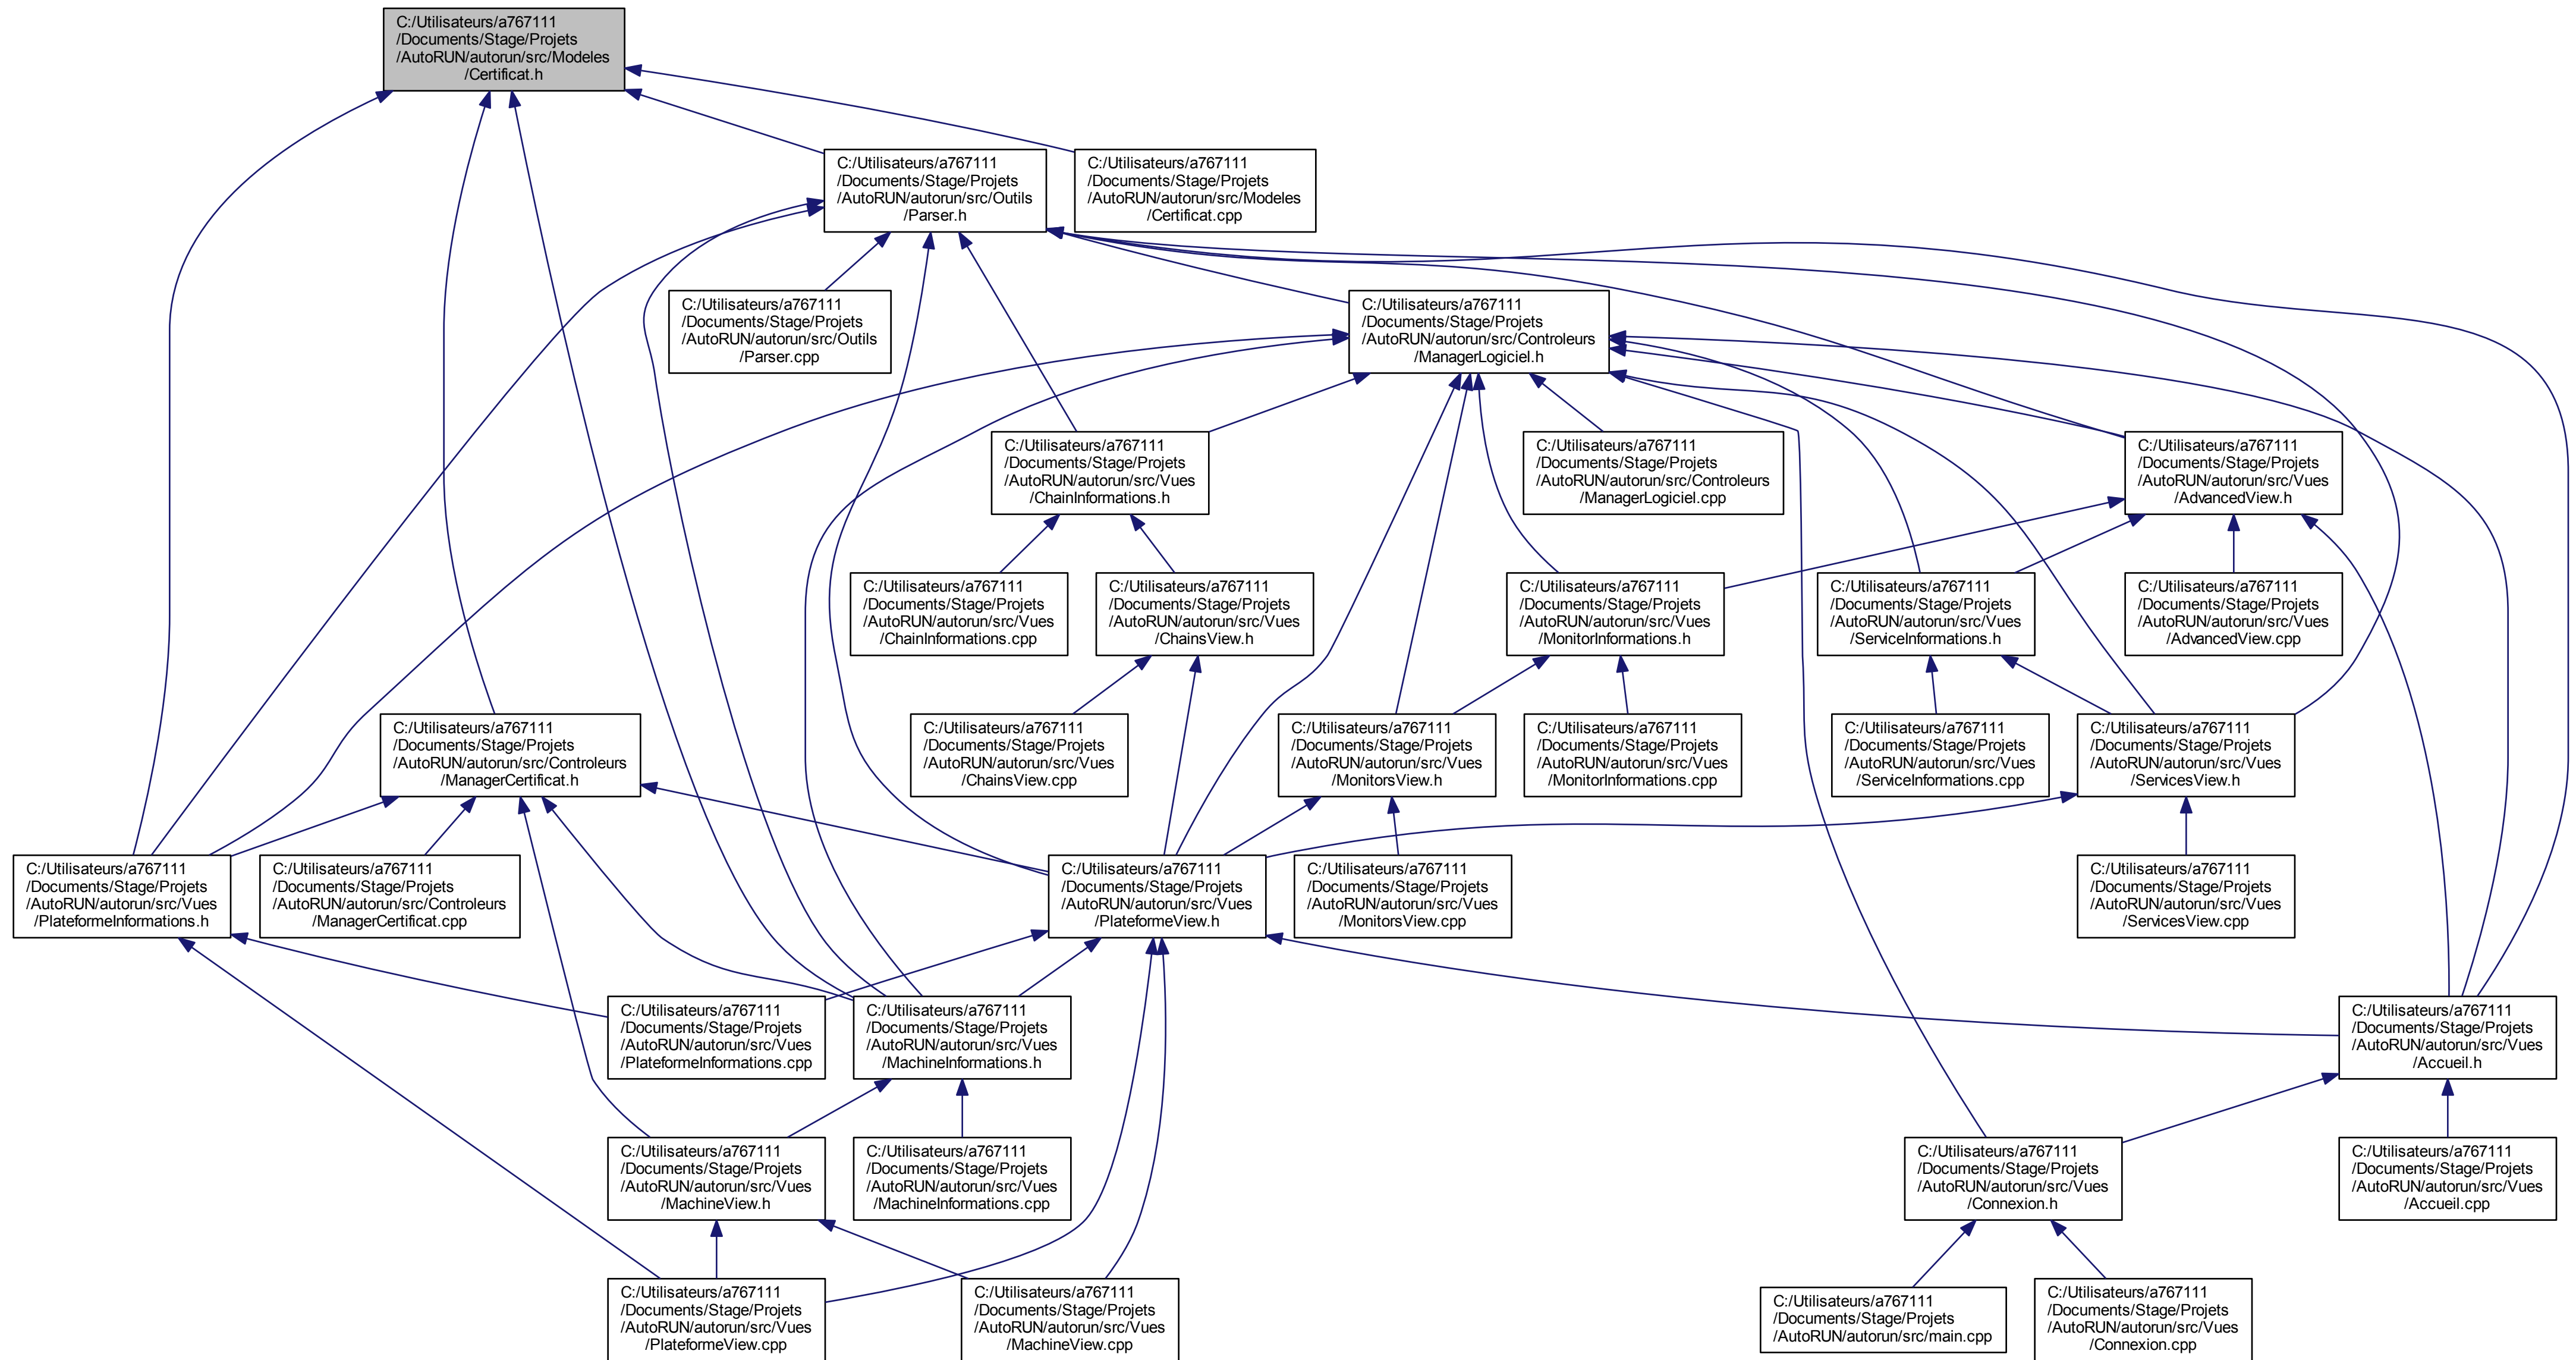 C:/Utilisateurs/a767111
/Documents/Stage/Projets
/AutoRUN/autorun/src/Modeles
/Certificat.h
C:/Utilisateurs/a767111
/Documents/Stage/Projets
/AutoRUN/autorun/src/Outils
/Parser.h
C:/Utilisateurs/a767111
/Documents/Stage/Projets
/AutoRUN/autorun/src/Modeles
/Certificat.cpp
C:/Utilisateurs/a767111
/Documents/Stage/Projets
/AutoRUN/autorun/src/Outils
/Parser.cpp
C:/Utilisateurs/a767111
/Documents/Stage/Projets
/AutoRUN/autorun/src/Controleurs
/ManagerLogiciel.h
C:/Utilisateurs/a767111
/Documents/Stage/Projets
/AutoRUN/autorun/src/Vues
/ChainInformations.h
C:/Utilisateurs/a767111
/Documents/Stage/Projets
/AutoRUN/autorun/src/Controleurs
/ManagerLogiciel.cpp
C:/Utilisateurs/a767111
/Documents/Stage/Projets
/AutoRUN/autorun/src/Vues
/AdvancedView.h
C:/Utilisateurs/a767111
/Documents/Stage/Projets
/AutoRUN/autorun/src/Vues
/ChainInformations.cpp
C:/Utilisateurs/a767111
/Documents/Stage/Projets
/AutoRUN/autorun/src/Vues
/ChainsView.h
C:/Utilisateurs/a767111
/Documents/Stage/Projets
/AutoRUN/autorun/src/Vues
/MonitorInformations.h
C:/Utilisateurs/a767111
/Documents/Stage/Projets
/AutoRUN/autorun/src/Vues
/ServiceInformations.h
C:/Utilisateurs/a767111
/Documents/Stage/Projets
/AutoRUN/autorun/src/Vues
/AdvancedView.cpp
C:/Utilisateurs/a767111
/Documents/Stage/Projets
/AutoRUN/autorun/src/Controleurs
/ManagerCertificat.h
C:/Utilisateurs/a767111
/Documents/Stage/Projets
/AutoRUN/autorun/src/Vues
/ChainsView.cpp
C:/Utilisateurs/a767111
/Documents/Stage/Projets
/AutoRUN/autorun/src/Vues
/MonitorsView.h
C:/Utilisateurs/a767111
/Documents/Stage/Projets
/AutoRUN/autorun/src/Vues
/MonitorInformations.cpp
C:/Utilisateurs/a767111
/Documents/Stage/Projets
/AutoRUN/autorun/src/Vues
/ServiceInformations.cpp
C:/Utilisateurs/a767111
/Documents/Stage/Projets
/AutoRUN/autorun/src/Vues
/ServicesView.h
C:/Utilisateurs/a767111
/Documents/Stage/Projets
/AutoRUN/autorun/src/Vues
/PlateformeInformations.h
C:/Utilisateurs/a767111
/Documents/Stage/Projets
/AutoRUN/autorun/src/Controleurs
/ManagerCertificat.cpp
C:/Utilisateurs/a767111
/Documents/Stage/Projets
/AutoRUN/autorun/src/Vues
/PlateformeView.h
C:/Utilisateurs/a767111
/Documents/Stage/Projets
/AutoRUN/autorun/src/Vues
/MonitorsView.cpp
C:/Utilisateurs/a767111
/Documents/Stage/Projets
/AutoRUN/autorun/src/Vues
/ServicesView.cpp
C:/Utilisateurs/a767111
/Documents/Stage/Projets
/AutoRUN/autorun/src/Vues
/PlateformeInformations.cpp
C:/Utilisateurs/a767111
/Documents/Stage/Projets
/AutoRUN/autorun/src/Vues
/MachineInformations.h
C:/Utilisateurs/a767111
/Documents/Stage/Projets
/AutoRUN/autorun/src/Vues
/Accueil.h
C:/Utilisateurs/a767111
/Documents/Stage/Projets
/AutoRUN/autorun/src/Vues
/MachineView.h
C:/Utilisateurs/a767111
/Documents/Stage/Projets
/AutoRUN/autorun/src/Vues
/MachineInformations.cpp
C:/Utilisateurs/a767111
/Documents/Stage/Projets
/AutoRUN/autorun/src/Vues
/Connexion.h
C:/Utilisateurs/a767111
/Documents/Stage/Projets
/AutoRUN/autorun/src/Vues
/Accueil.cpp
C:/Utilisateurs/a767111
/Documents/Stage/Projets
/AutoRUN/autorun/src/Vues
/PlateformeView.cpp
C:/Utilisateurs/a767111
/Documents/Stage/Projets
/AutoRUN/autorun/src/Vues
/MachineView.cpp
C:/Utilisateurs/a767111
/Documents/Stage/Projets
/AutoRUN/autorun/src/main.cpp
C:/Utilisateurs/a767111
/Documents/Stage/Projets
/AutoRUN/autorun/src/Vues
/Connexion.cpp